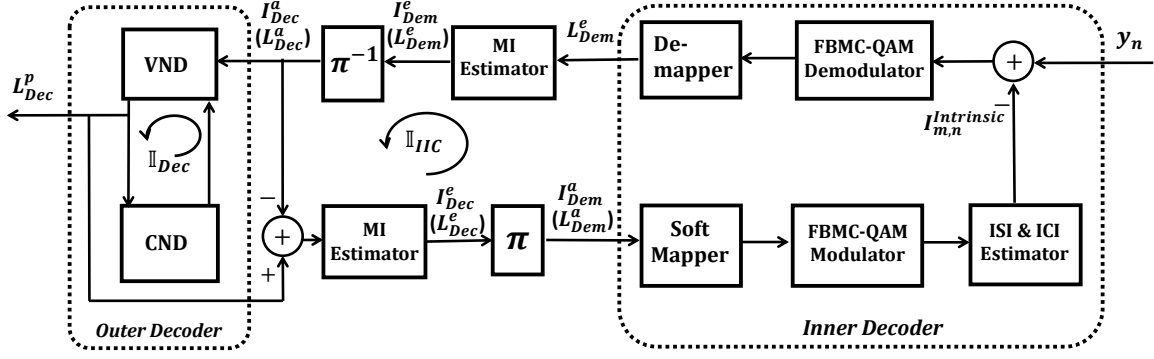 I^a_Dec
(L^a_Dec)
I^e_Dem
(L^e_Dem)
L^e_Dem
VND
π^−1
MI
Estimator
De-
mapper
FBMC-QAM
Demodulator
+
y_n
L^p_Dec
−
I^Intrinsic_m,n
𝕀_Dec
𝕀_IIC
−
I^e_Dec
(L^e_Dec)
I^a_Dem
(L^a_Dem)
CND
+
+
MI
Estimator
π
Soft
Mapper
FBMC-QAM
Modulator
ISI & ICI
Estimator
Outer Decoder
Inner Decoder